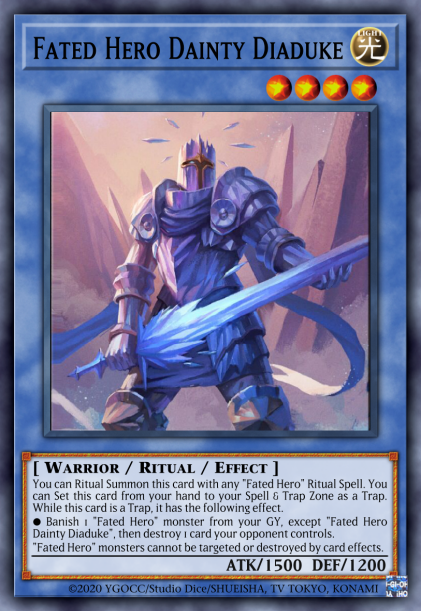 FATED HERO DAINTY DIADUKE
LIGHT
光
[ WARRIOR / RITUAL / EFFECT ]
You can Ritual Summon this card with any "Fated Hero" Ritual Spell. You
can Set this card from your hand to your Spell & Trap Zone as a Trap.
While this card is a Trap, it has the following effect.
● Banish 1 "Fated Hero" monster from your GY, except "Fated Hero
Dainty Diaduke", then destroy 1 card your opponent controls.
"Fated Hero" monsters cannot be targeted or destroyed by card effects.
ATK/1500 DEF/1200
©2020 YGOCC/Studio Dice/SHUEISHA, TV TOKYO, KONAMI